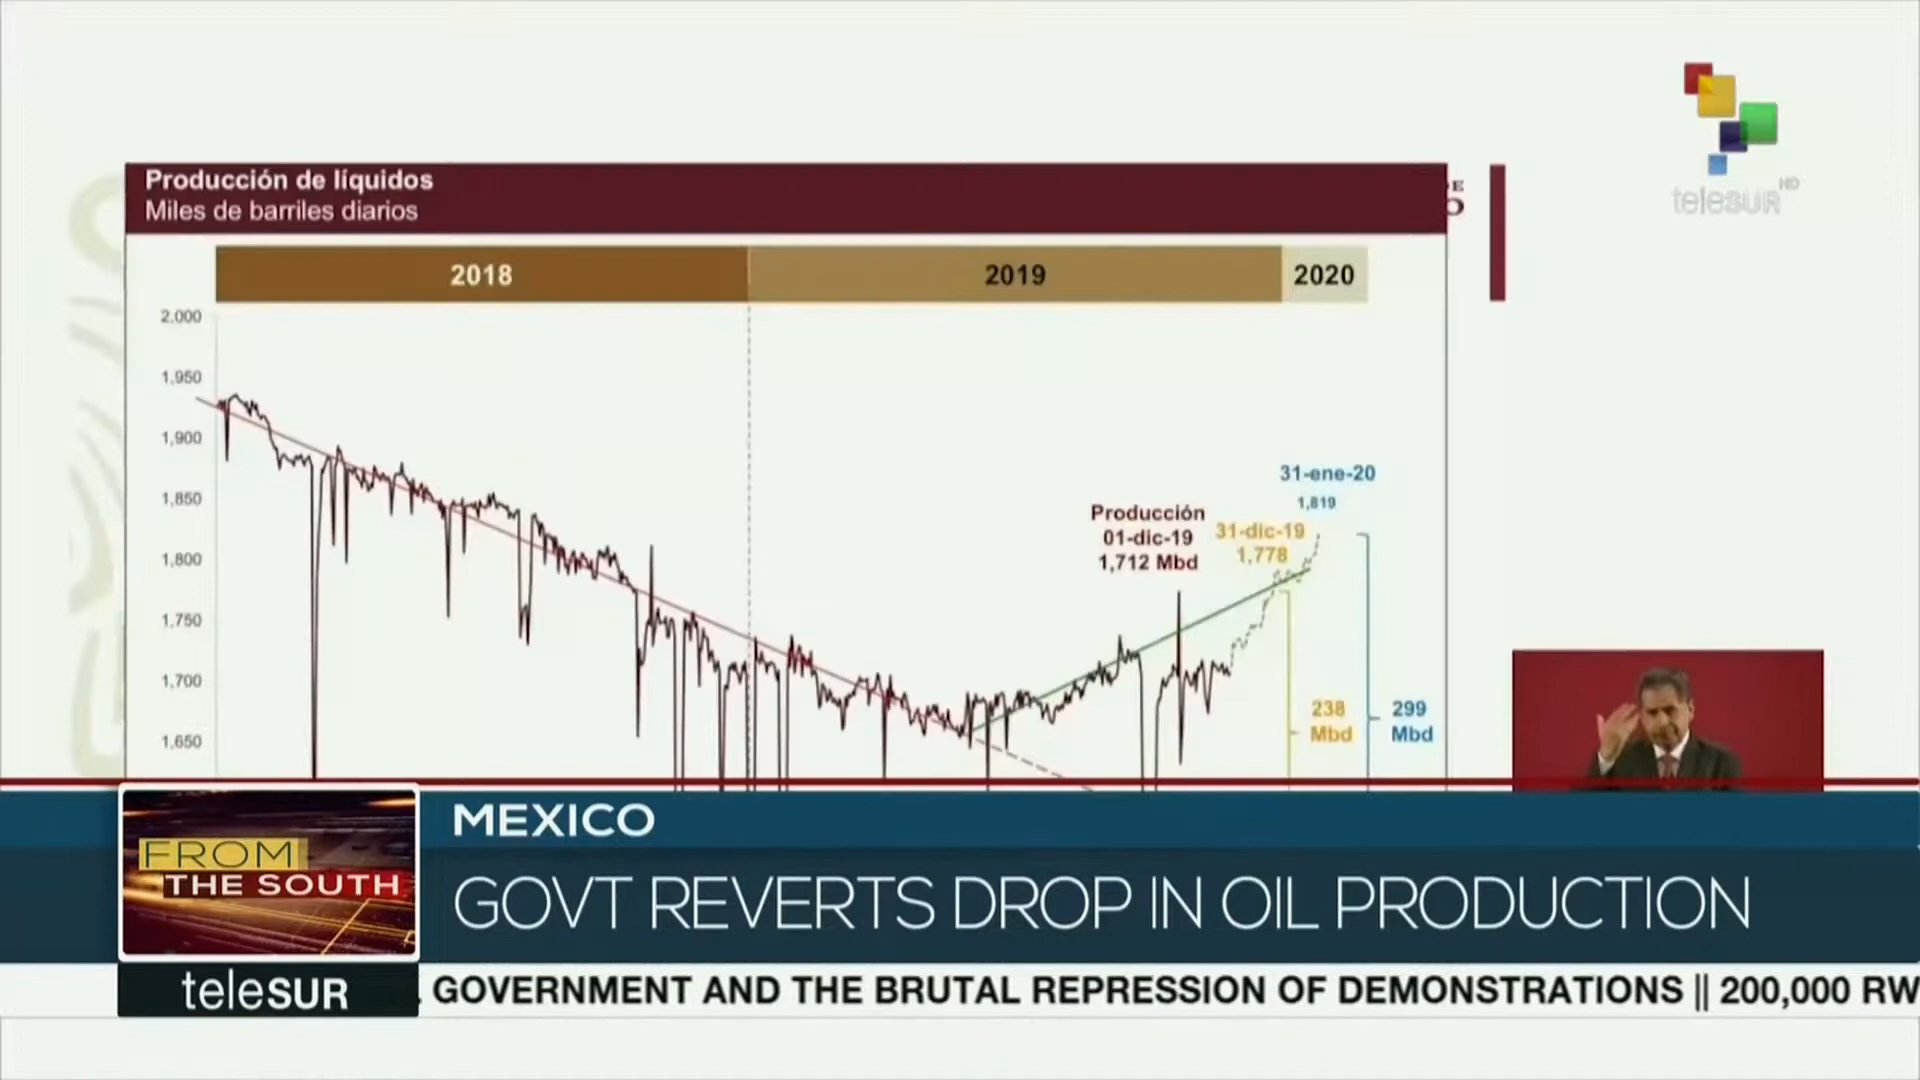 teleSUR HD
Producción de líquidos
Miles de barriles diarios
2018
2019
2020
2.000
1,950
1,900
1,850
1,800
1,750
1,700
1,650
31-ene-20
1,819
Producción
01-dic-19
1,712 Mbd
31-dic-19
1,778
238
Mbd
299
Mbd
MEXICO
FROM
THE SOUTH
GOVT REVERTS DROP IN OIL PRODUCTION
teleSUR
. GOVERNMENT AND THE BRUTAL REPRESSION OF DEMONSTRATIONS || 200,000 RW